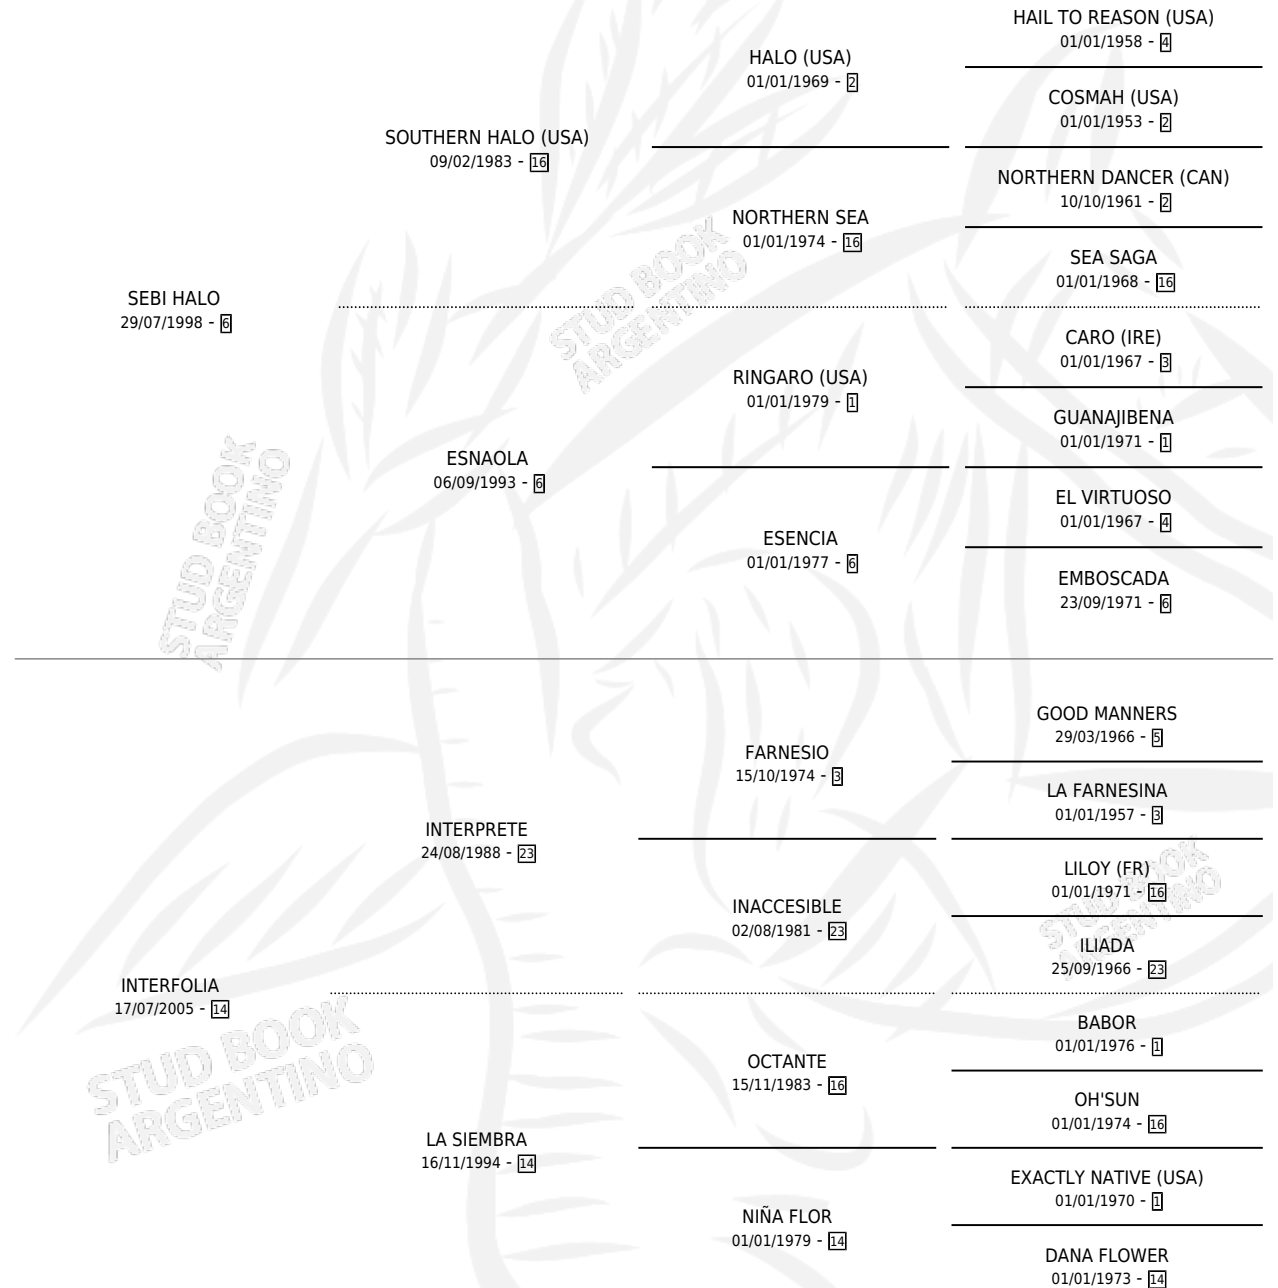 HAIL TO REASON (USA)
01/01/1958 - 4
HALO (USA)
01/01/1969 - 2
COSMAH (USA)
01/01/1953 - 2
SOUTHERN HALO (USA)
09/02/1983 - 16
NORTHERN DANCER (CAN)
10/10/1961 - 2
NORTHERN SEA
01/01/1974 - 16
SEA SAGA
01/01/1968 - 16
SEBI HALO
29/07/1998 - 6
CARO (IRE)
01/01/1967 - 3
RINGARO (USA)
01/01/1979 - 1
GUANAJIBENA
01/01/1971 - 1
ESNAOLA
06/09/1993 - 6
EL VIRTUOSO
01/01/1967 - 4
ESENCIA
01/01/1977 - 6
EMBOSCADA
23/09/1971 - 6
STUD BOOK
ARGENTINO
STUD BOOK
ARGENTINO
GOOD MANNERS
29/03/1966 - 5
FARNESIO
15/10/1974 - 3
LA FARNESINA
01/01/1957 - 3
INTERPRETE
24/08/1988 - 23
LILOY (FR)
01/01/1971 - 16
INACCESIBLE
02/08/1981 - 23
ILIADA
25/09/1966 - 23
STUD BOOK
ARGENTINO
INTERFOLIA
17/07/2005 - 14
BABOR
01/01/1976 - 1
OCTANTE
15/11/1983 - 16
OH'SUN
01/01/1974 - 16
STUD BOOK
ARGENTINO
LA SIEMBRA
16/11/1994 - 14
EXACTLY NATIVE (USA)
01/01/1970 - 1
NIÑA FLOR
01/01/1979 - 14
DANA FLOWER
01/01/1973 - 14